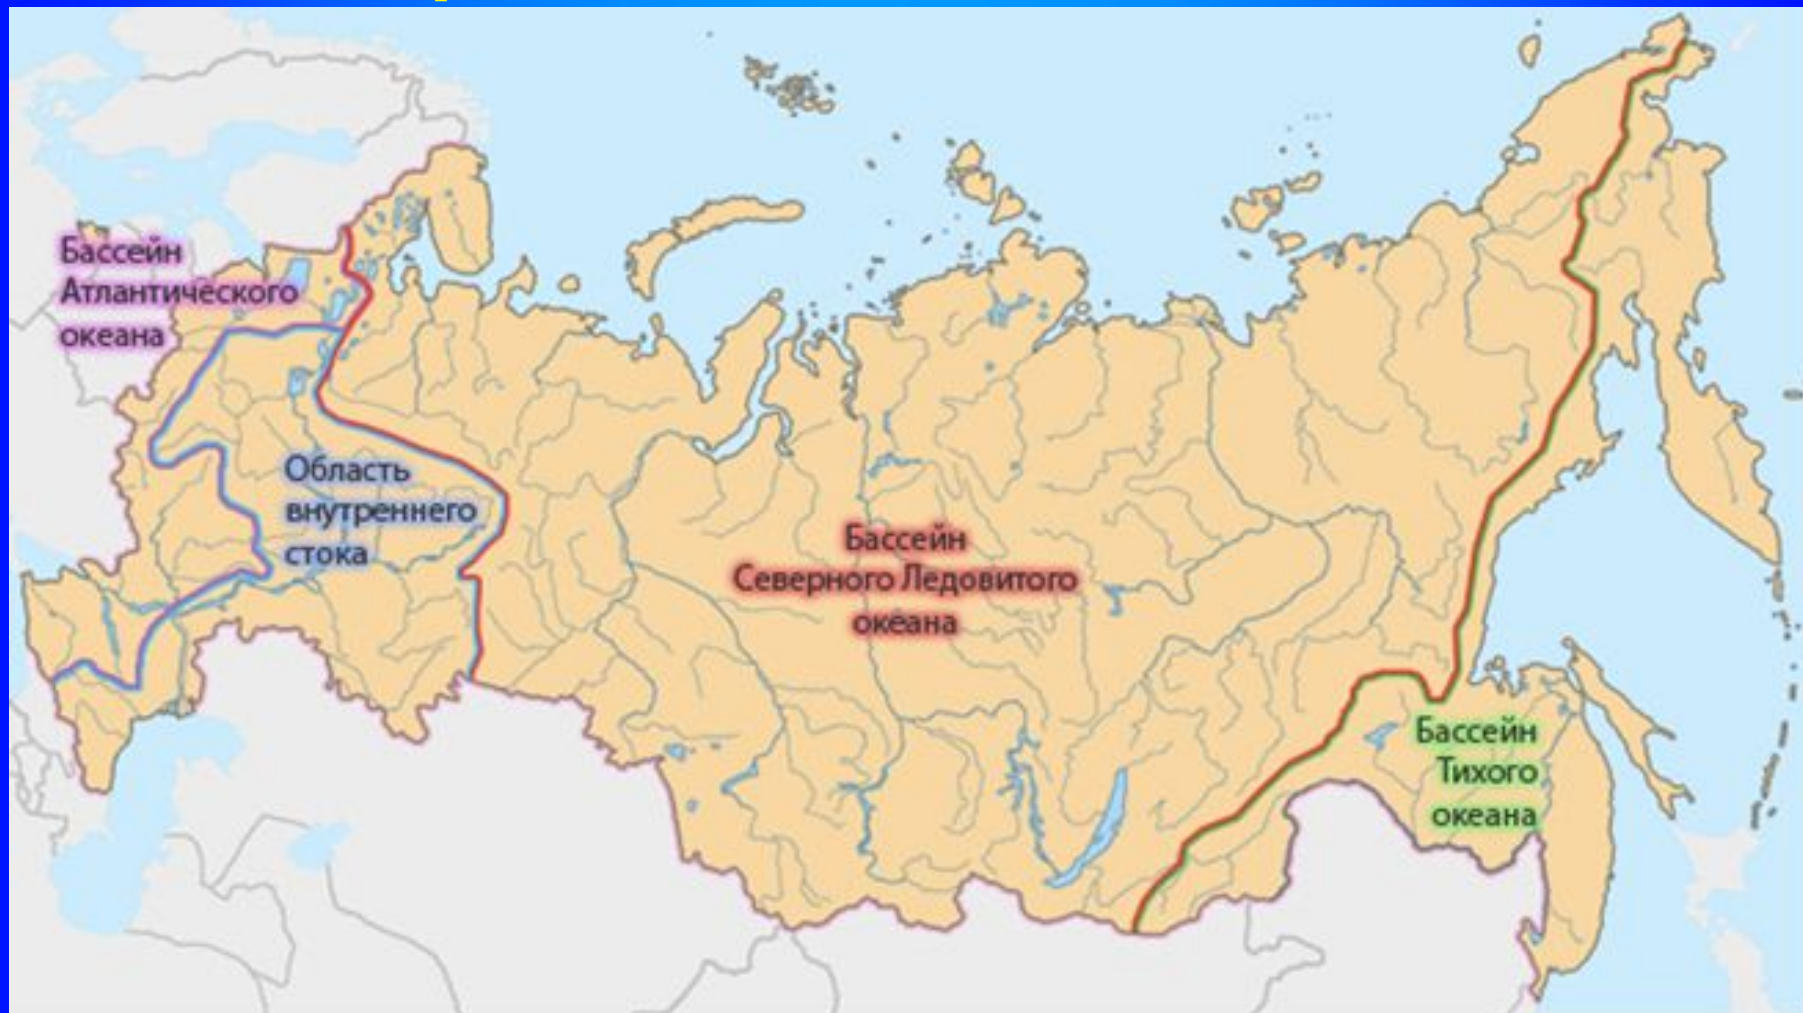 Бассейн
Атлантического
океана
Область
внутреннего
стока
Бассейн
Северного Ледовитого
океана
Бассейн
Тихого
океана